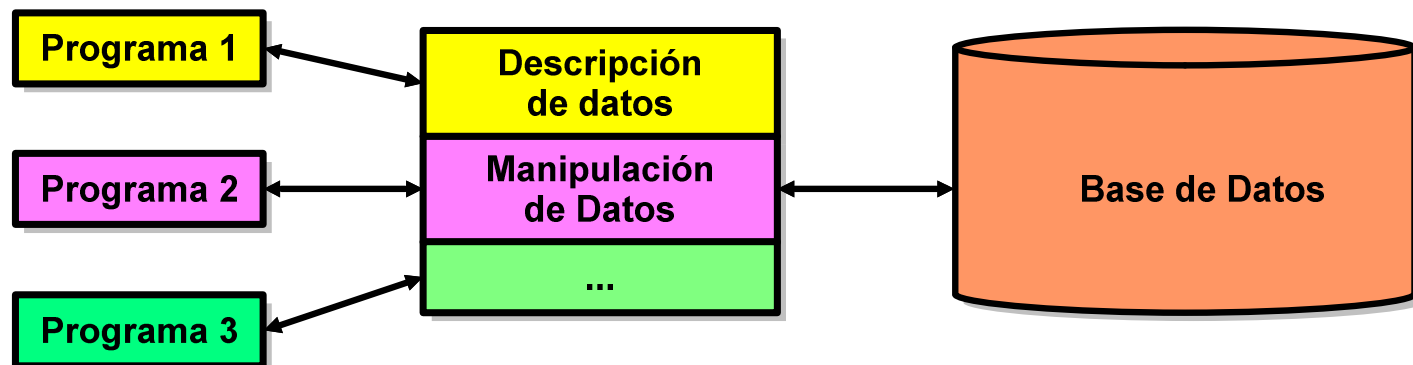 Programa 1
Programa 2
Programa 3
Descripción
de datos
Manipulación
de Datos
...
Base de Datos